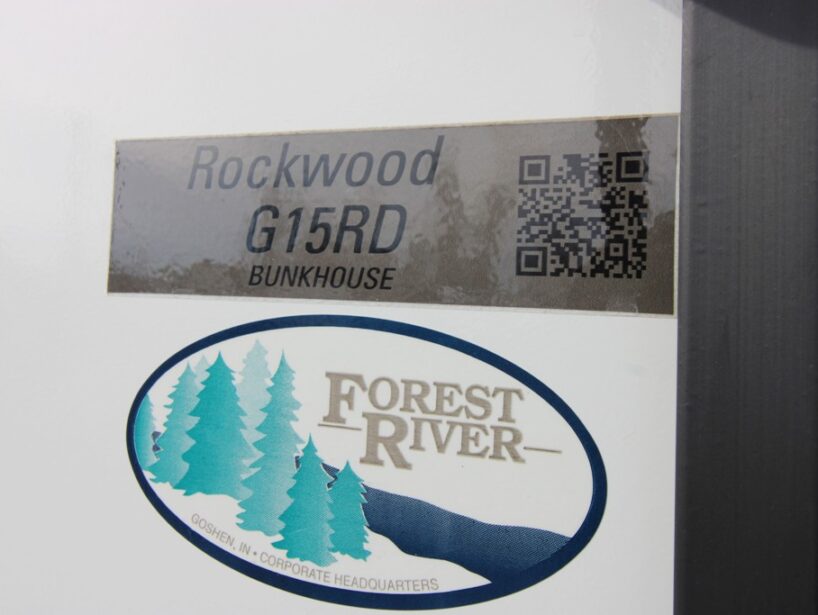 Rockwood
G15RD
BUNKHOUSE
FOREST
RIVER
GOSHEN, IN • CORPORATE HEADQUARTERS